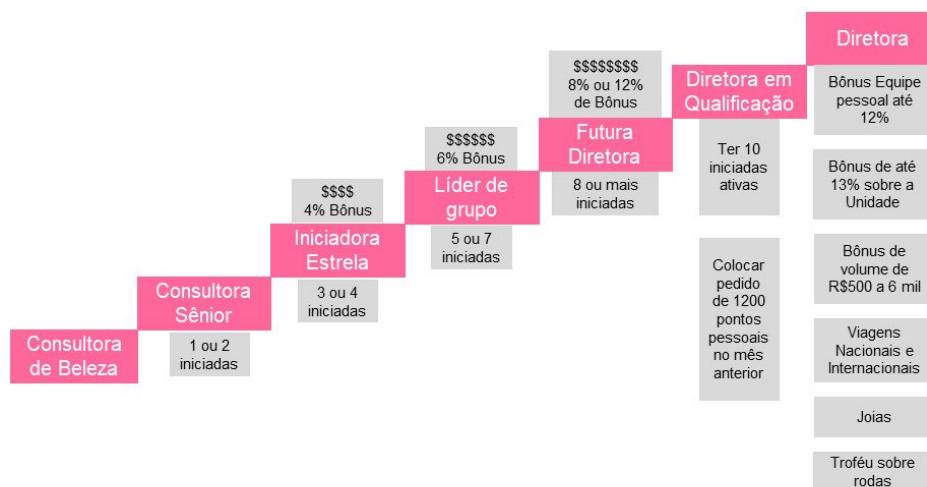 Consultora
de Beleza
Consultora
Sênior
1 ou 2
iniciadas
$$$$
4% Bônus
Iniciadora
Estrela
3 ou 4
iniciadas
$$$$$$
6% Bônus
Líder de
grupo
5 ou 7
iniciadas
$$$$$$$$
8% ou 12%
de Bônus
Futura
Diretora
8 ou mais
iniciadas
Diretora em
Qualificação
Ter 10
iniciadas
ativas
Colocar
pedido
de 1200
pontos
pessoais
no mês
anterior
Diretora
Bônus Equipe
pessoal até
12%
Bônus de até
13% sobre a
Unidade
Bônus de
volume de
R$500 a 6 mil
Viagens
Nacionais e
Internacionais
Joias
Troféu sobre
rodas